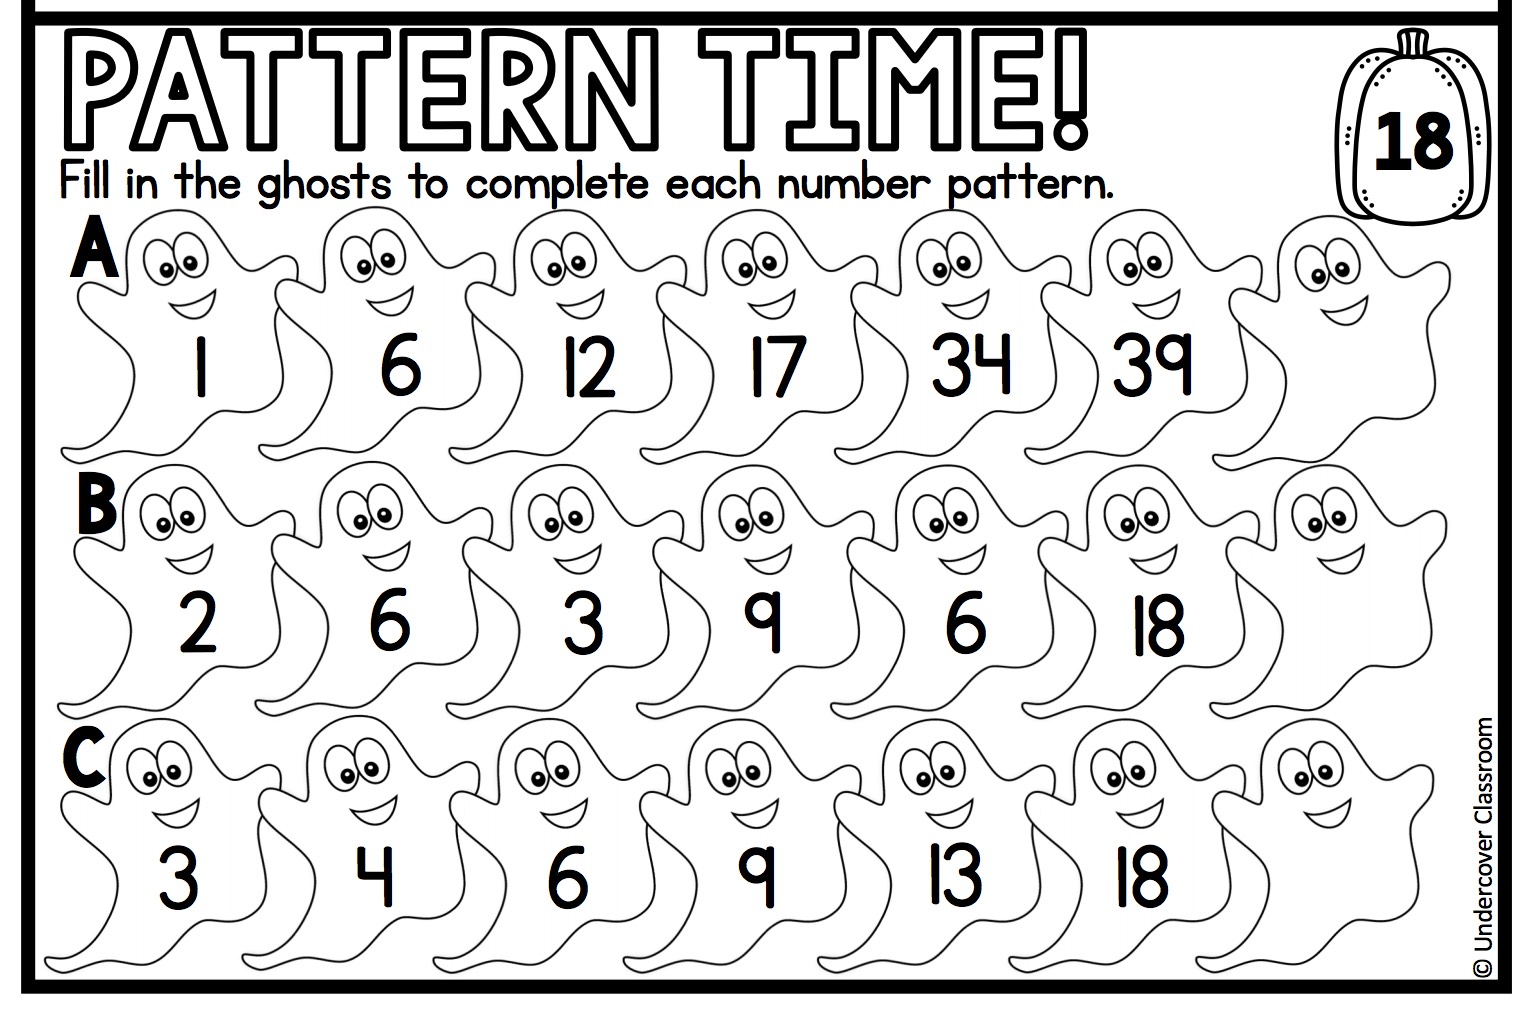 PATTERN TIME!
18
Fill in the ghosts to complete each number pattern.
A
1 6 12 17 34 39
B
2 6 3 9 6 18
C
3 4 6 9 13 18
© Undercover Classroom